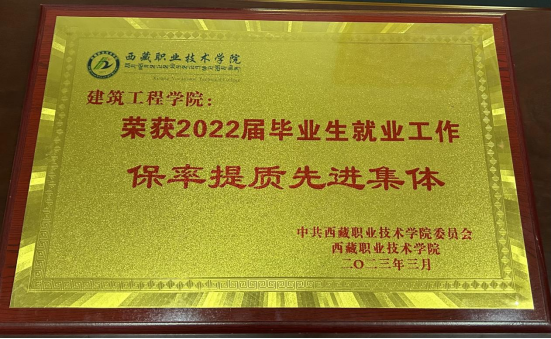 西藏职业技术学院
建筑工程学院：
荣获2022届毕业生就业工作
保率提质先进集体
中共西藏职业技术学院委员会
西藏职业技术学院
二〇二三年三月